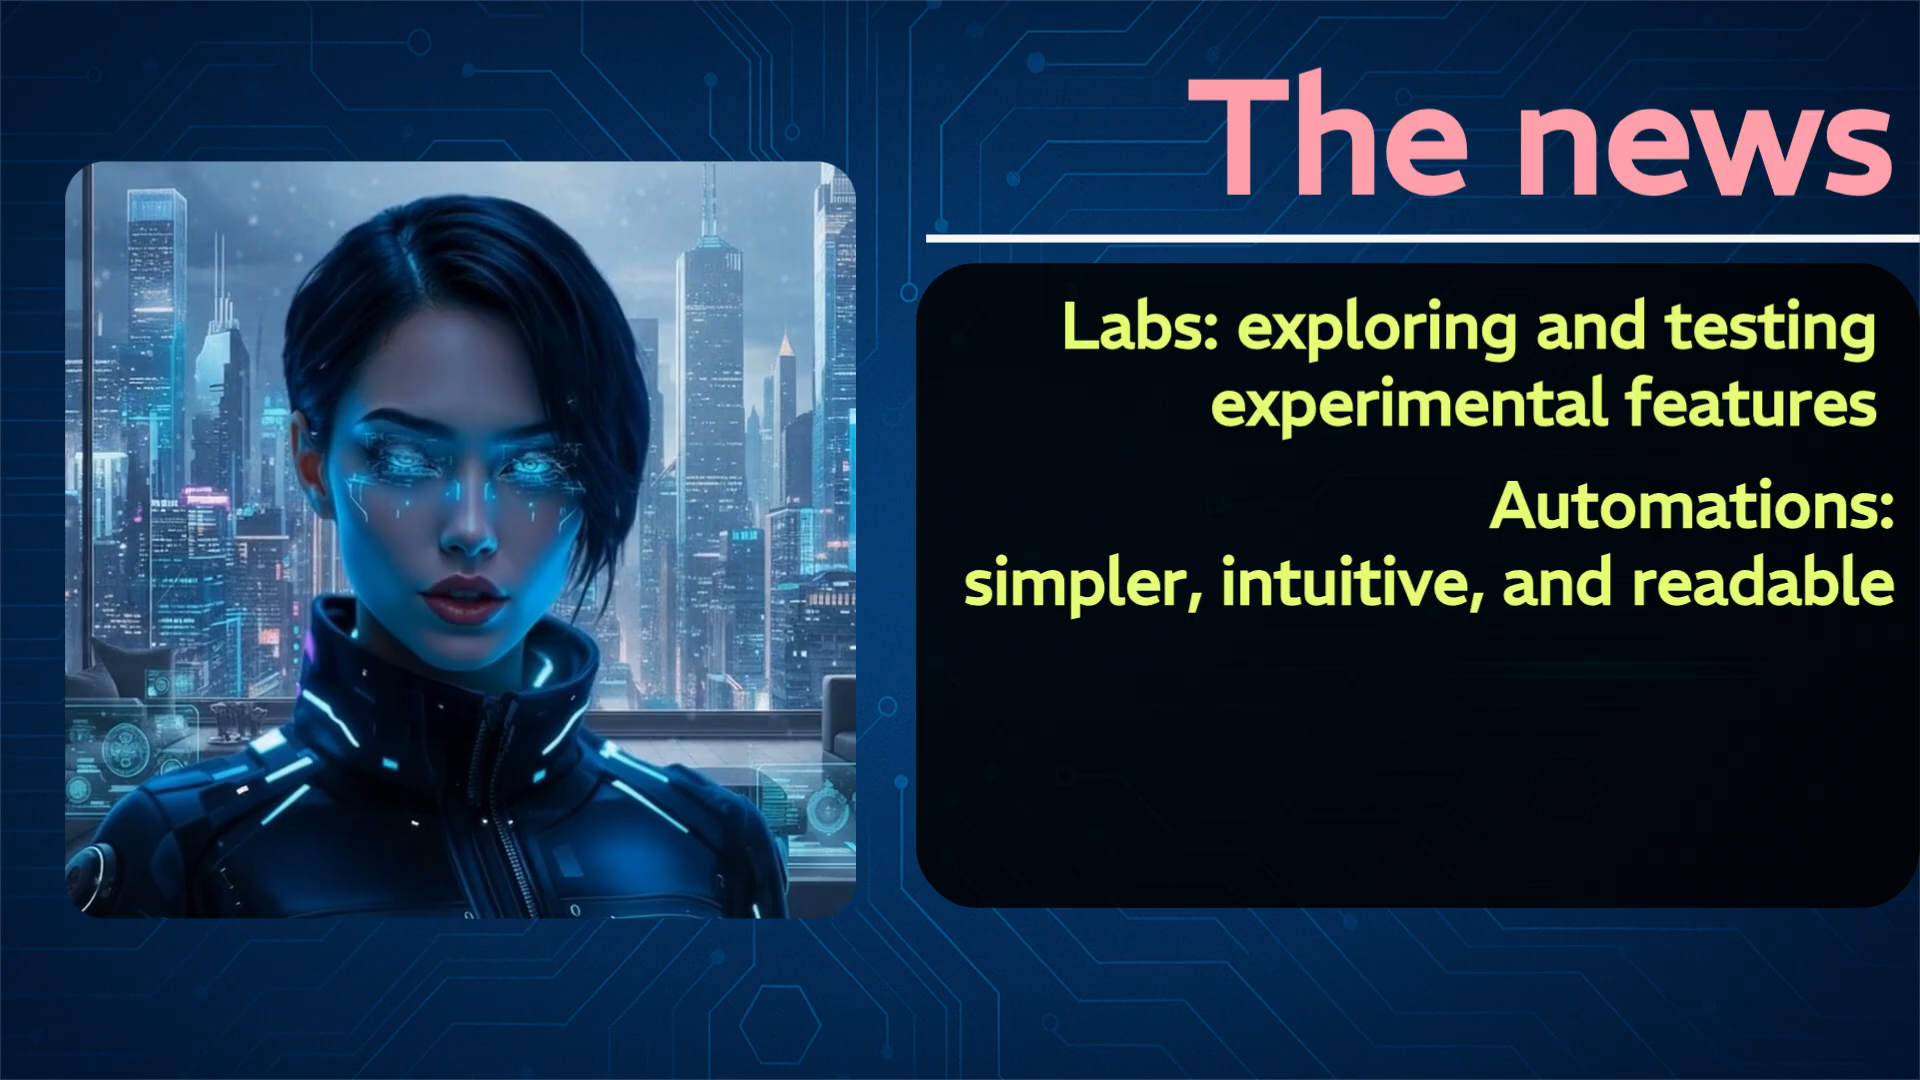 The news
Labs: exploring and testing
experimental features
Automations:
simpler, intuitive, and readable